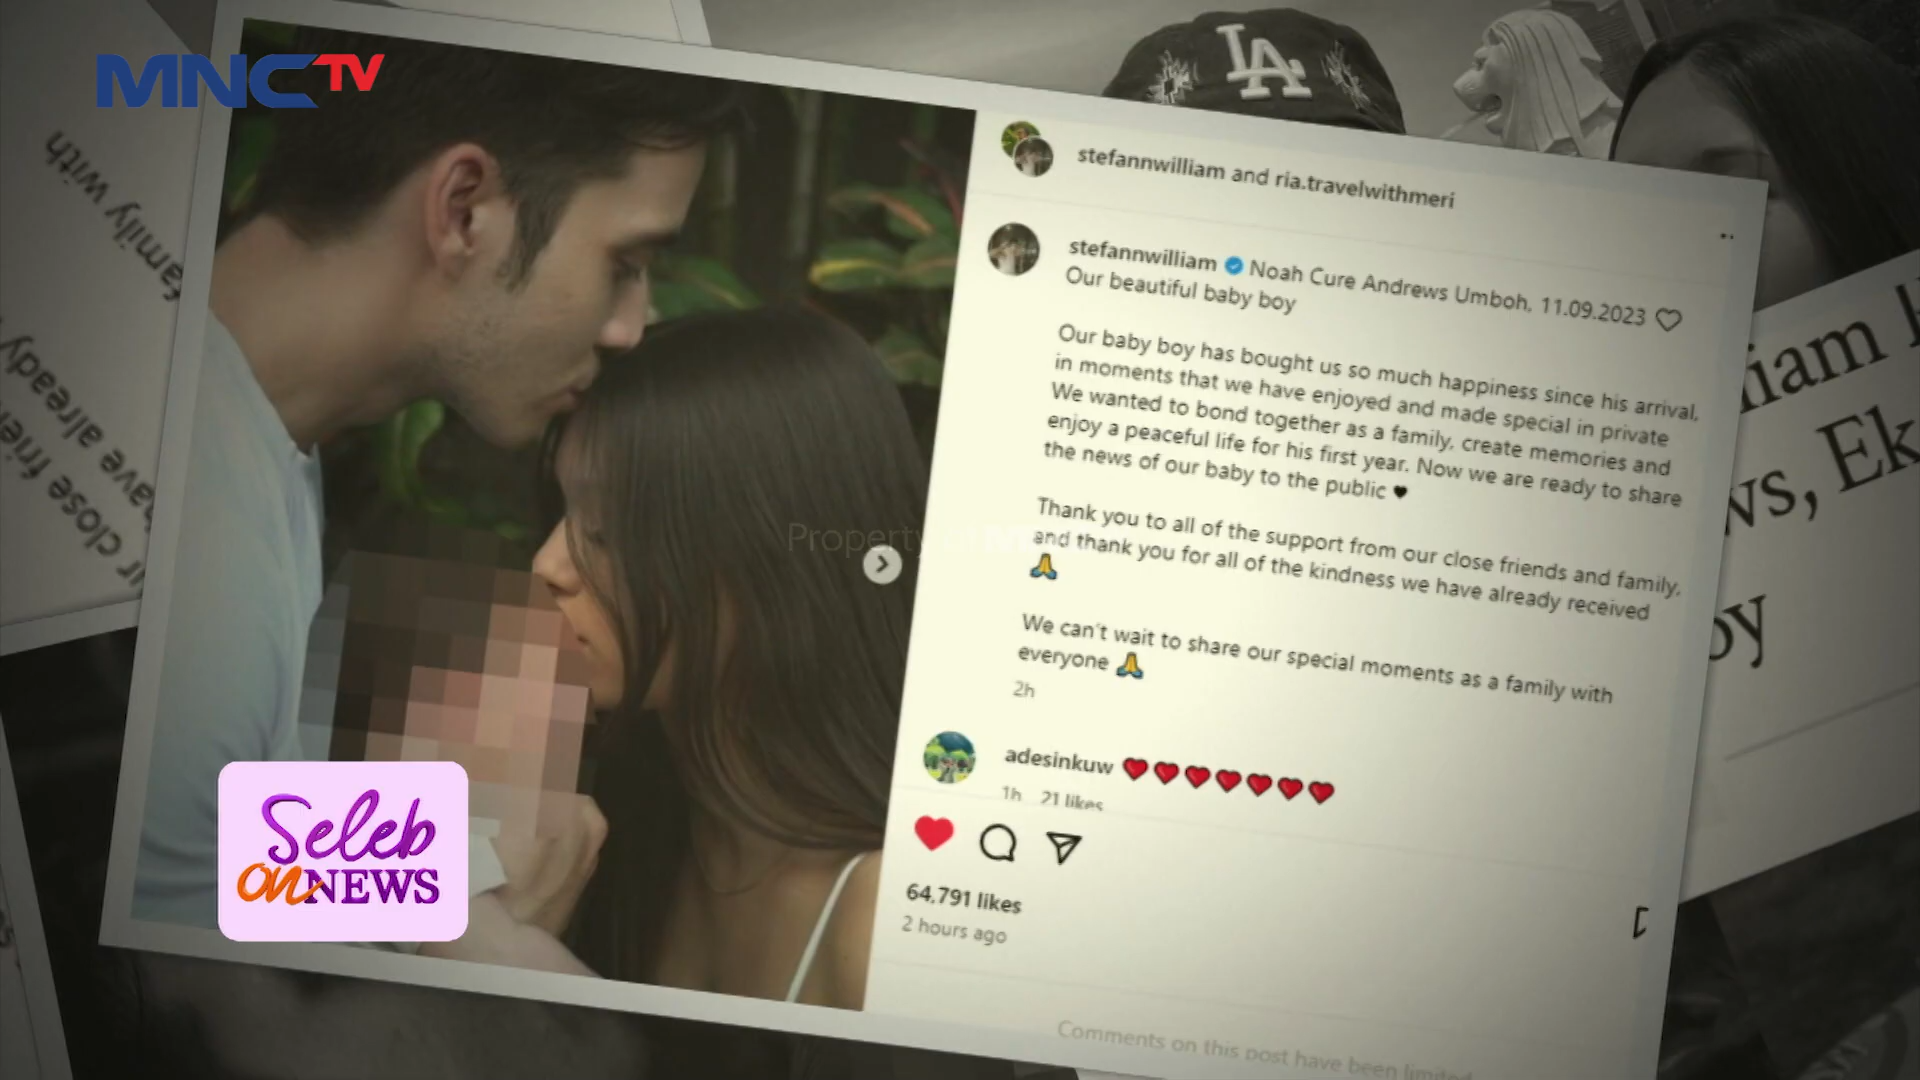 MNCTV
LA
family with
stefannwilliam and ria.travelwithmeri
stefannwilliam Noah Cure Andrews Umboh, 11.09.2023
Our beautiful baby boy
Our baby boy has bought us so much happiness since his arrival,
in moments that we have enjoyed and made special in private
We wanted to bond together as a family, create memories and
enjoy a peaceful life for his first year. Now we are ready to share
the news of our baby to the public 🖤
Thank you to all of the support from our close friends and family,
and thank you for all of the kindness we have already received
🙏
We can't wait to share our special moments as a family with
everyone 🙏
2h
adesinkuw ❤️❤️❤️❤️❤️❤️❤️
1h 21 likes
64,791 likes
2 hours ago
Comments on this post have been limited
Property of
Seleb
on NEWS
ur close frien
have already
iam
ws, Ek
oy